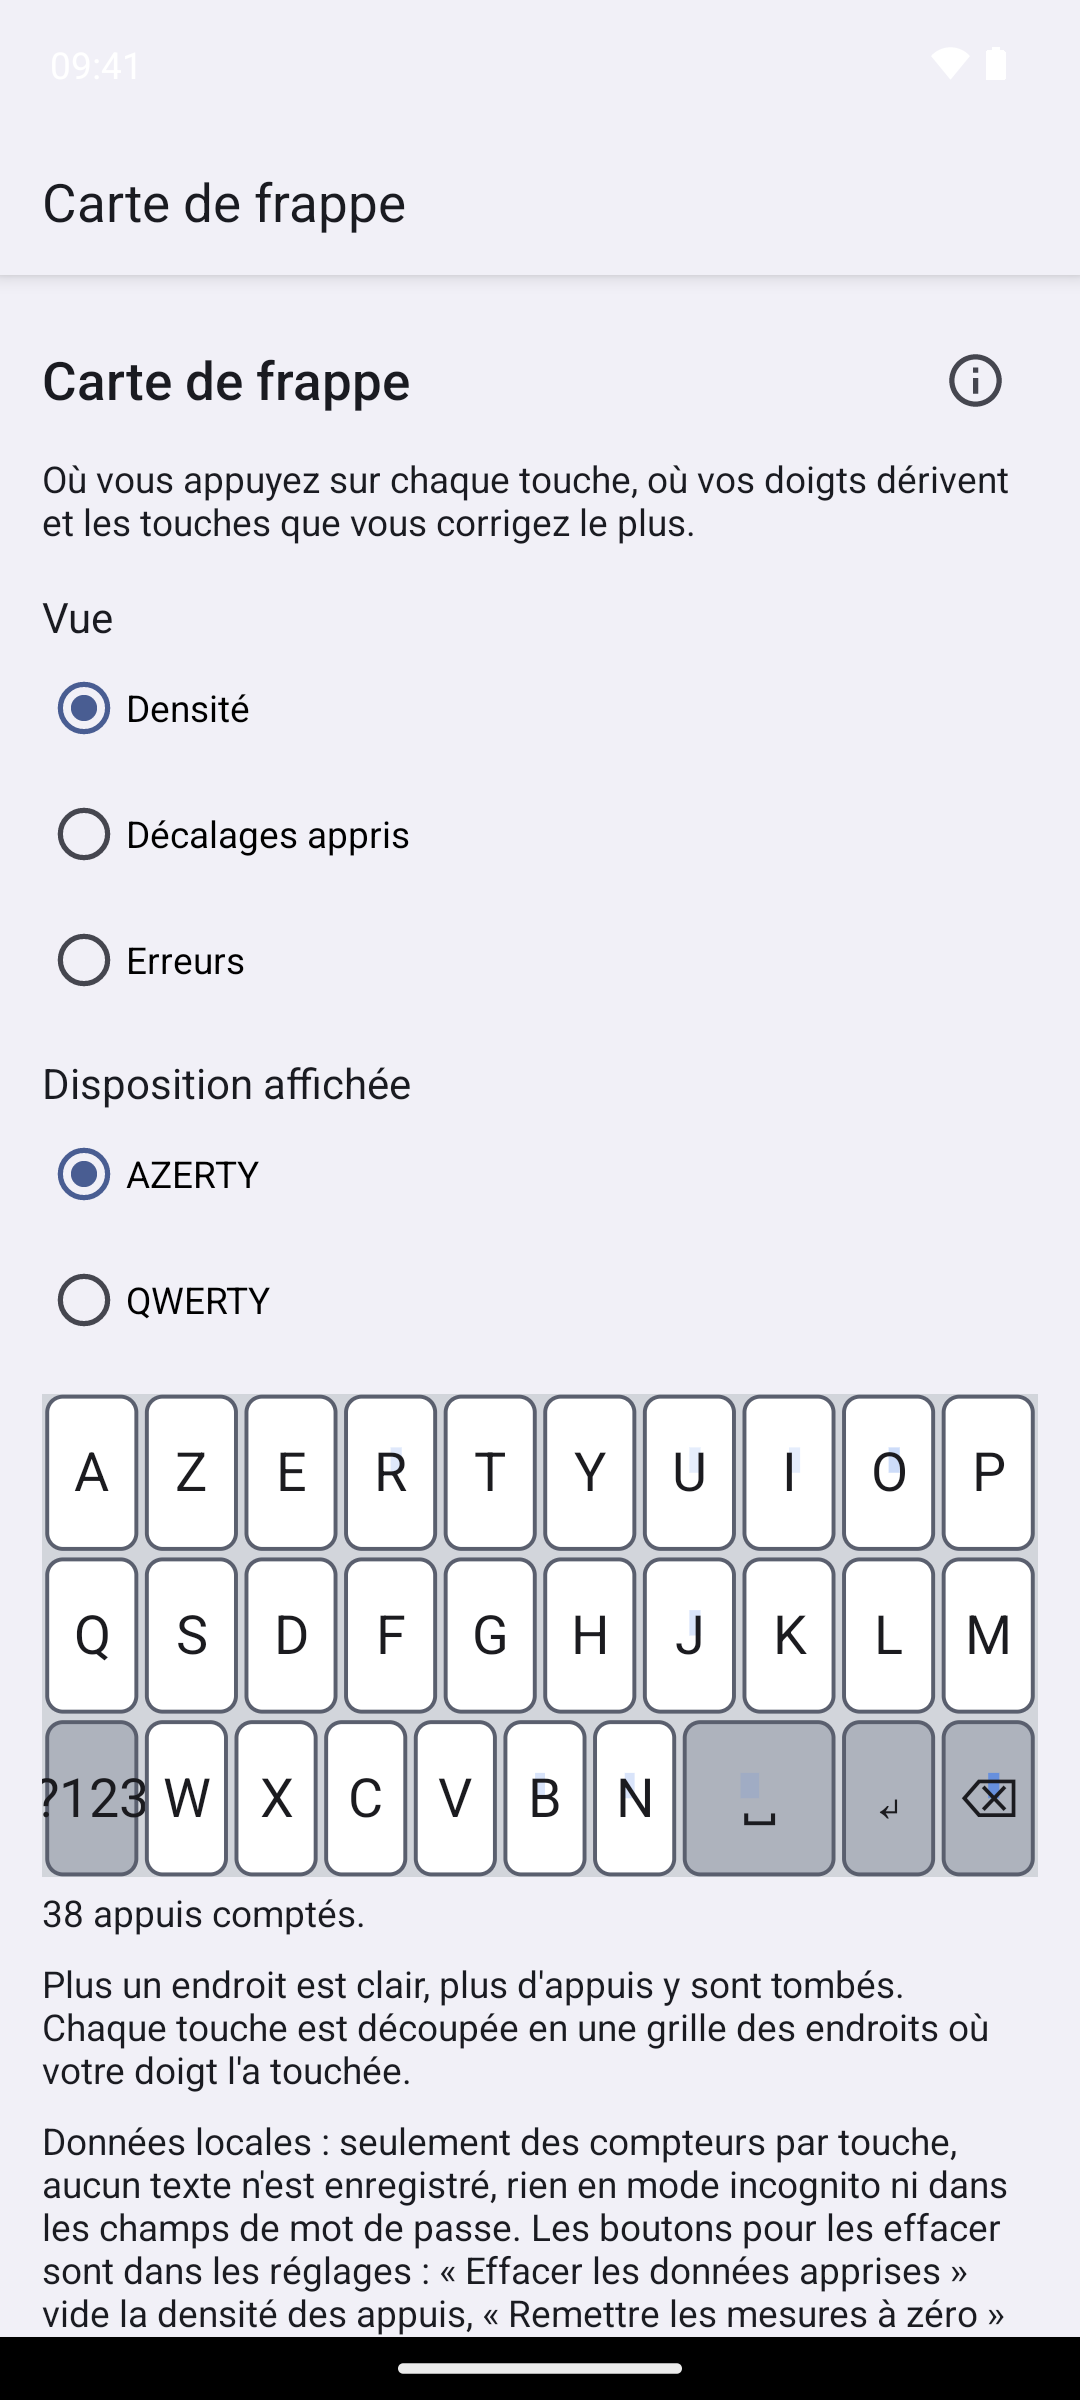 09:41
Carte de frappe
Carte de frappe
Où vous appuyez sur chaque touche, où vos doigts dérivent
et les touches que vous corrigez le plus.
Vue
Densité
Décalages appris
Erreurs
Disposition affichée
AZERTY
QWERTY
A Z E R T Y U I O P
Q S D F G H J K L M
?123 W X C V B N
38 appuis comptés.
Plus un endroit est clair, plus d'appuis y sont tombés.
Chaque touche est découpée en une grille des endroits où
votre doigt l'a touchée.
Données locales : seulement des compteurs par touche,
aucun texte n'est enregistré, rien en mode incognito ni dans
les champs de mot de passe. Les boutons pour les effacer
sont dans les réglages : « Effacer les données apprises »
vide la densité des appuis, « Remettre les mesures à zéro »